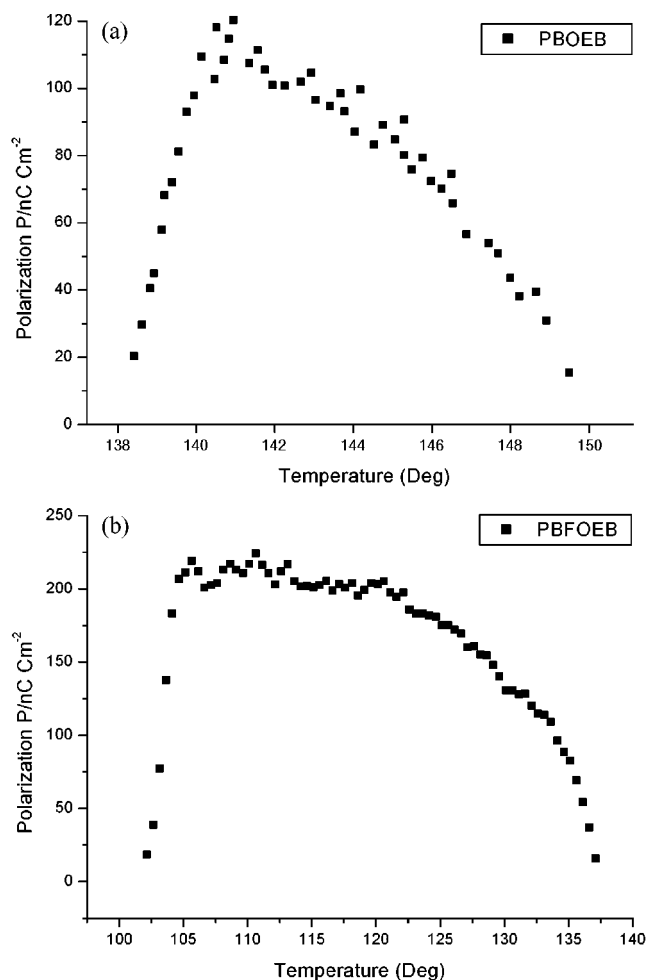 (a)
PBOEB
120
100
80
60
40
20
0
Polarization P/nC Cm-2
138 140 142 144 146 148 150
Temperature (Deg)
(b)
PBFOEB
250
200
150
100
50
0
Polarization P/nC Cm-2
100 105 110 115 120 125 130 135 140
Temperature (Deg)